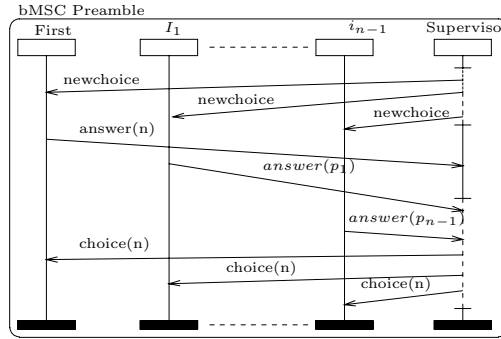 bMSC Preamble
First
I1
in−1
Superviso
newchoice
newchoice
newchoice
answer(n)
answer(p1)
answer(pn−1)
choice(n)
choice(n)
choice(n)